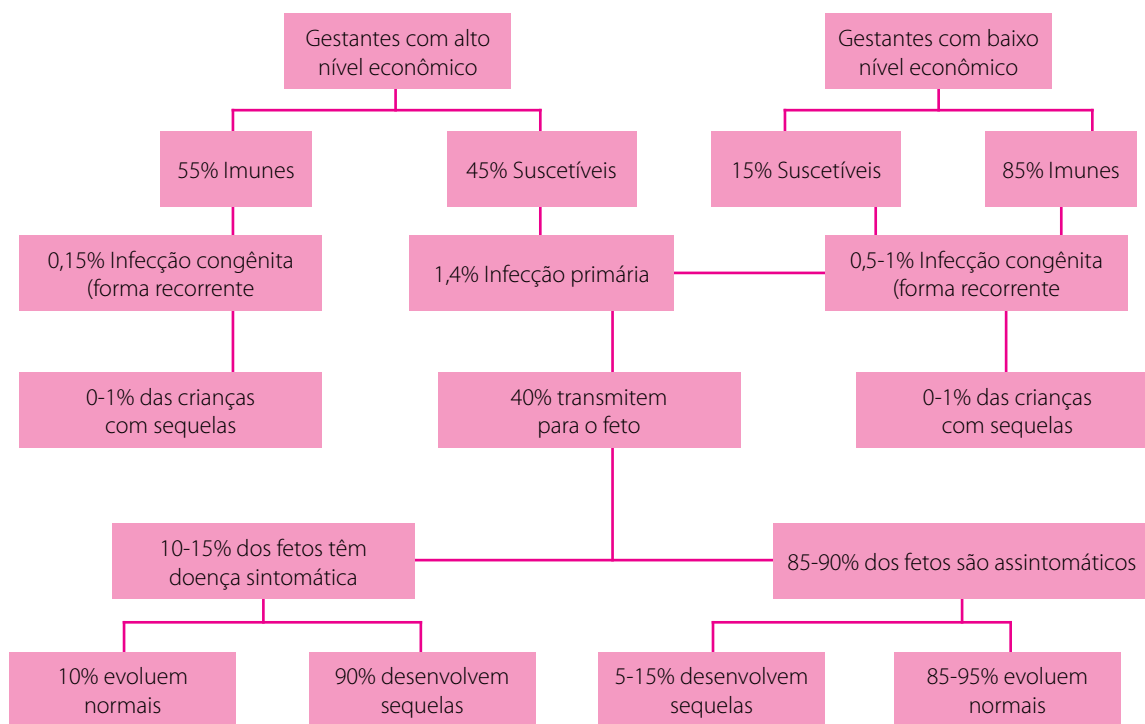 Gestantes com alto
nível econômico
Gestantes com baixo
nível econômico
55% Imunes
45% Suscetíveis
15% Suscetíveis
85% Imunes
0,15% Infecção congênita
(forma recorrente
1,4% Infecção primária
0,5-1% Infecção congênita
(forma recorrente
0-1% das crianças
com sequelas
40% transmitem
para o feto
0-1% das crianças
com sequelas
10-15% dos fetos têm
doença sintomática
85-90% dos fetos são assintomáticos
10% evoluem
normais
90% desenvolvem
sequelas
5-15% desenvolvem
sequelas
85-95% evoluem
normais